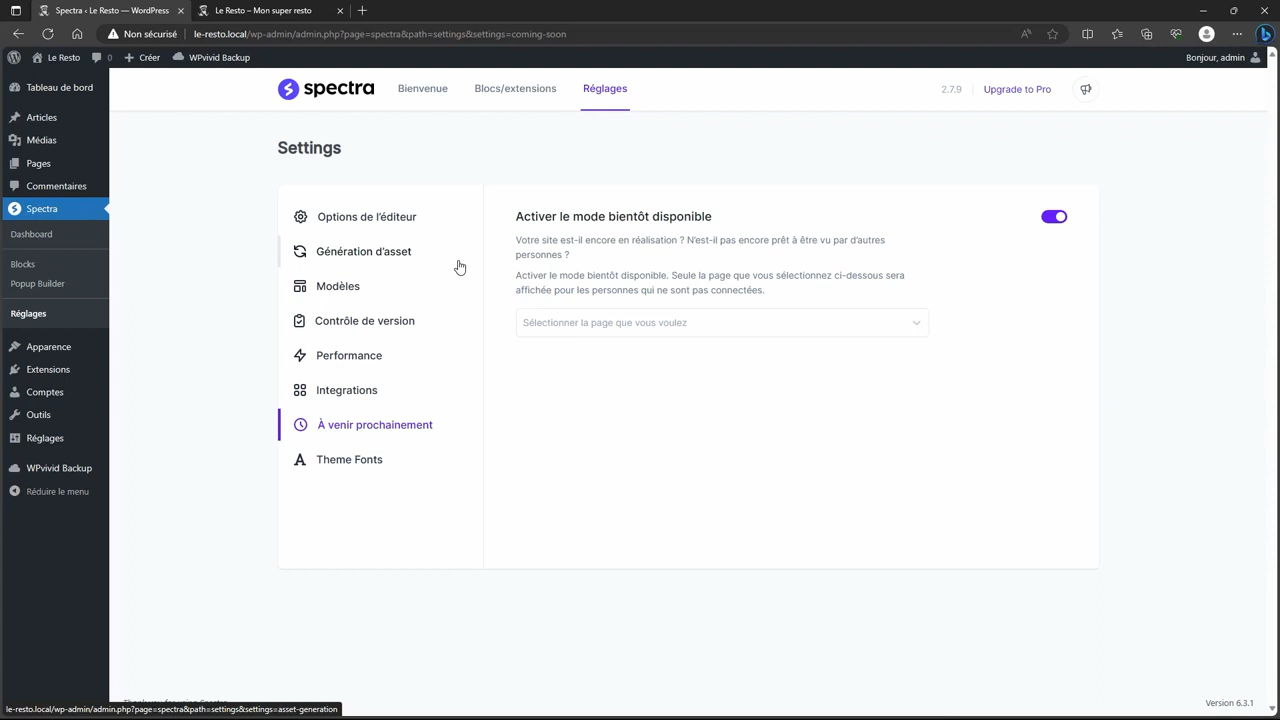 Spectra ‹ Le Resto — WordPress
Le Resto – Mon super resto
Non sécurisé
le-resto.local/wp-admin/admin.php?page=spectra&path=settings&settings=coming-soon
Le Resto
0
Créer
WPvivid Backup
Bonjour, admin
Tableau de bord
Articles
Médias
Pages
Commentaires
Spectra
Dashboard
Blocks
Popup Builder
Réglages
Apparence
Extensions
Comptes
Outils
Réglages
WPvivid Backup
Réduire le menu
spectra
Bienvenue
Blocs/extensions
Réglages
2.7.9
Upgrade to Pro
Settings
Options de l'éditeur
Génération d'asset
Modèles
Contrôle de version
Performance
Integrations
À venir prochainement
Theme Fonts
Activer le mode bientôt disponible
Votre site est-il encore en réalisation ? N'est-il pas encore prêt à être vu par d'autres
personnes ?
Activer le mode bientôt disponible. Seule la page que vous sélectionnez ci-dessous sera
affichée pour les personnes qui ne sont pas connectées.
Sélectionner la page que vous voulez
Version 6.3.1
le-resto.local/wp-admin/admin.php?page=spectra&path=settings&settings=asset-generation